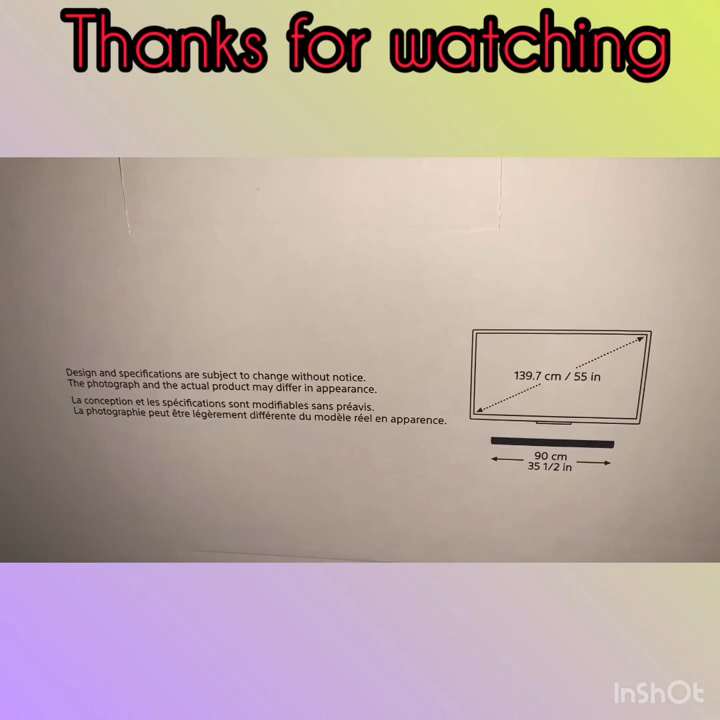 Thanks for watching
Design and specifications are subject to change without notice.
The photograph and the actual product may differ in appearance.
La conception et les spécifications sont modifiables sans préavis.
La photographie peut être légèrement différente du modèle réel en apparence.
139.7 cm / 55 in
90 cm
35 1/2 in
InShOt